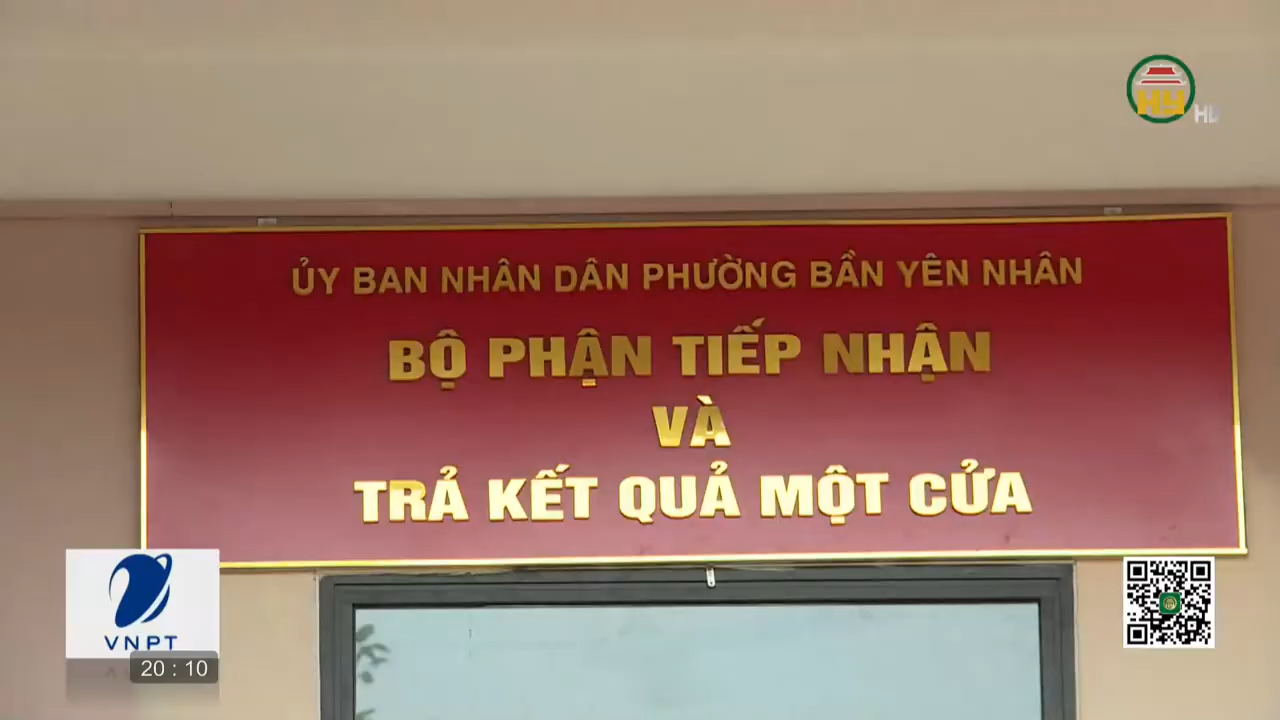 HY
ỦY BAN NHÂN DÂN PHƯỜNG BẦN YÊN NHÂN
BỘ PHẬN TIẾP NHẬN
VÀ
TRẢ KẾT QUẢ MỘT CỬA
VNPT
20 : 10